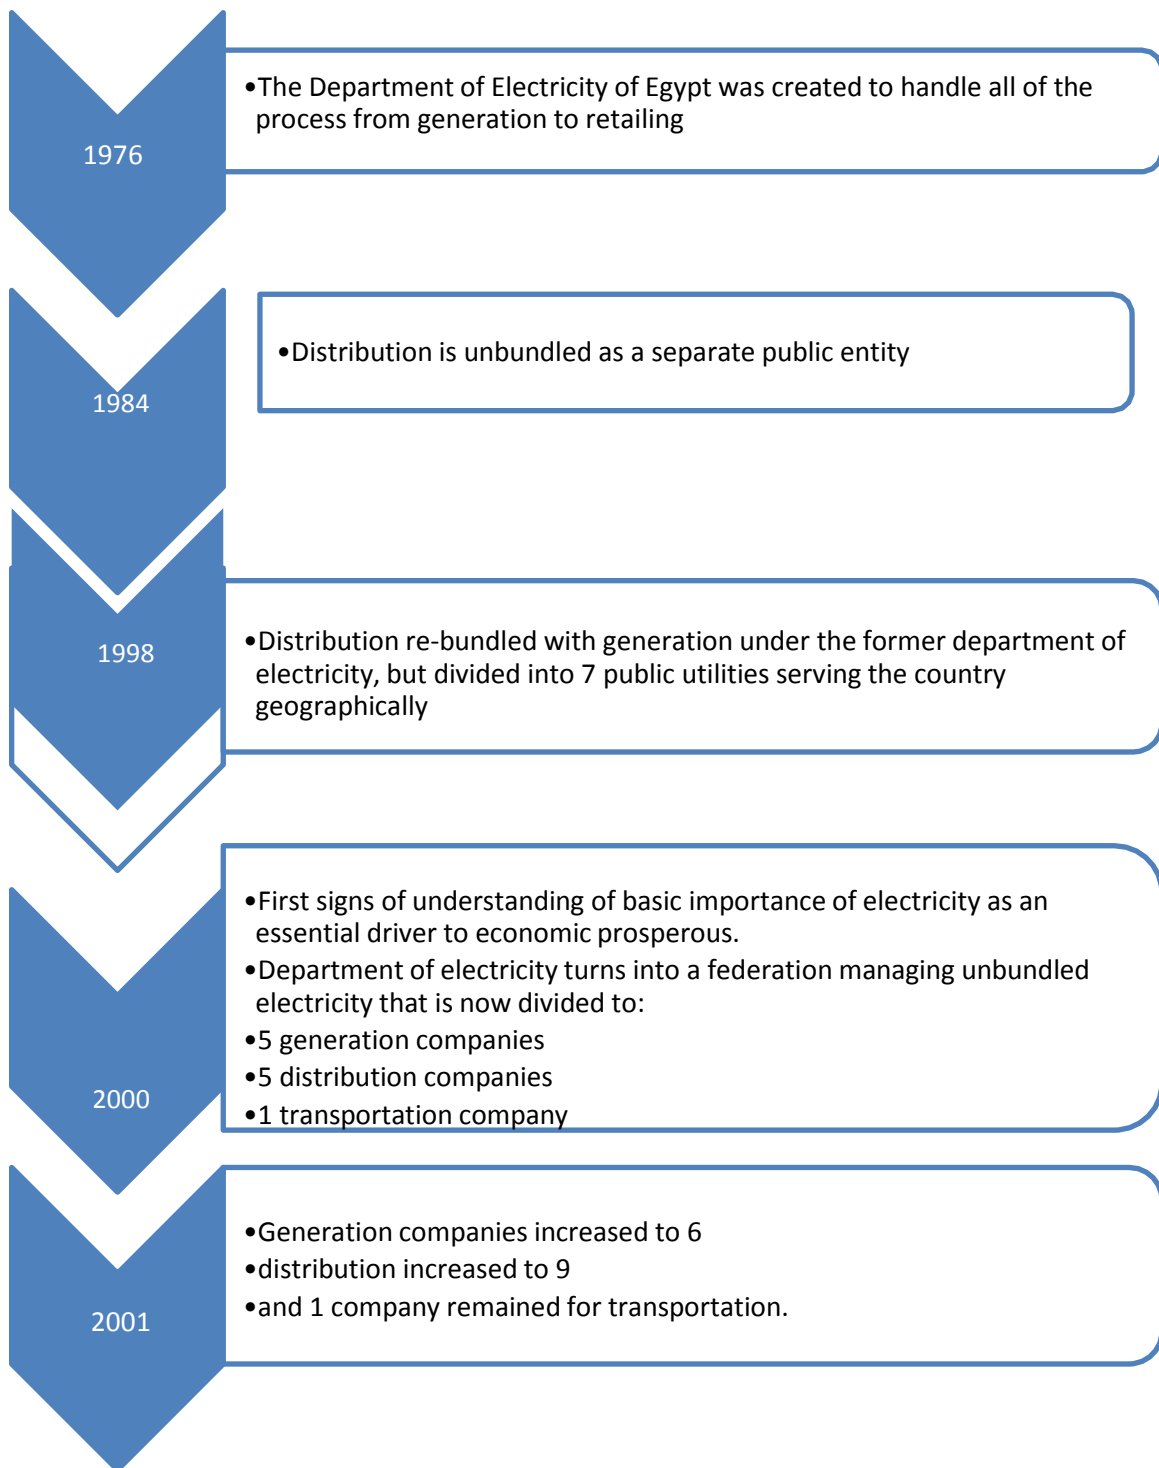 1976
•The Department of Electricity of Egypt was created to handle all of the
process from generation to retailing
1984
•Distribution is unbundled as a separate public entity
1998
•Distribution re-bundled with generation under the former department of
electricity, but divided into 7 public utilities serving the country
geographically
2000
•First signs of understanding of basic importance of electricity as an
essential driver to economic prosperous.
•Department of electricity turns into a federation managing unbundled
electricity that is now divided to:
•5 generation companies
•5 distribution companies
•1 transportation company
2001
•Generation companies increased to 6
•distribution increased to 9
•and 1 company remained for transportation.